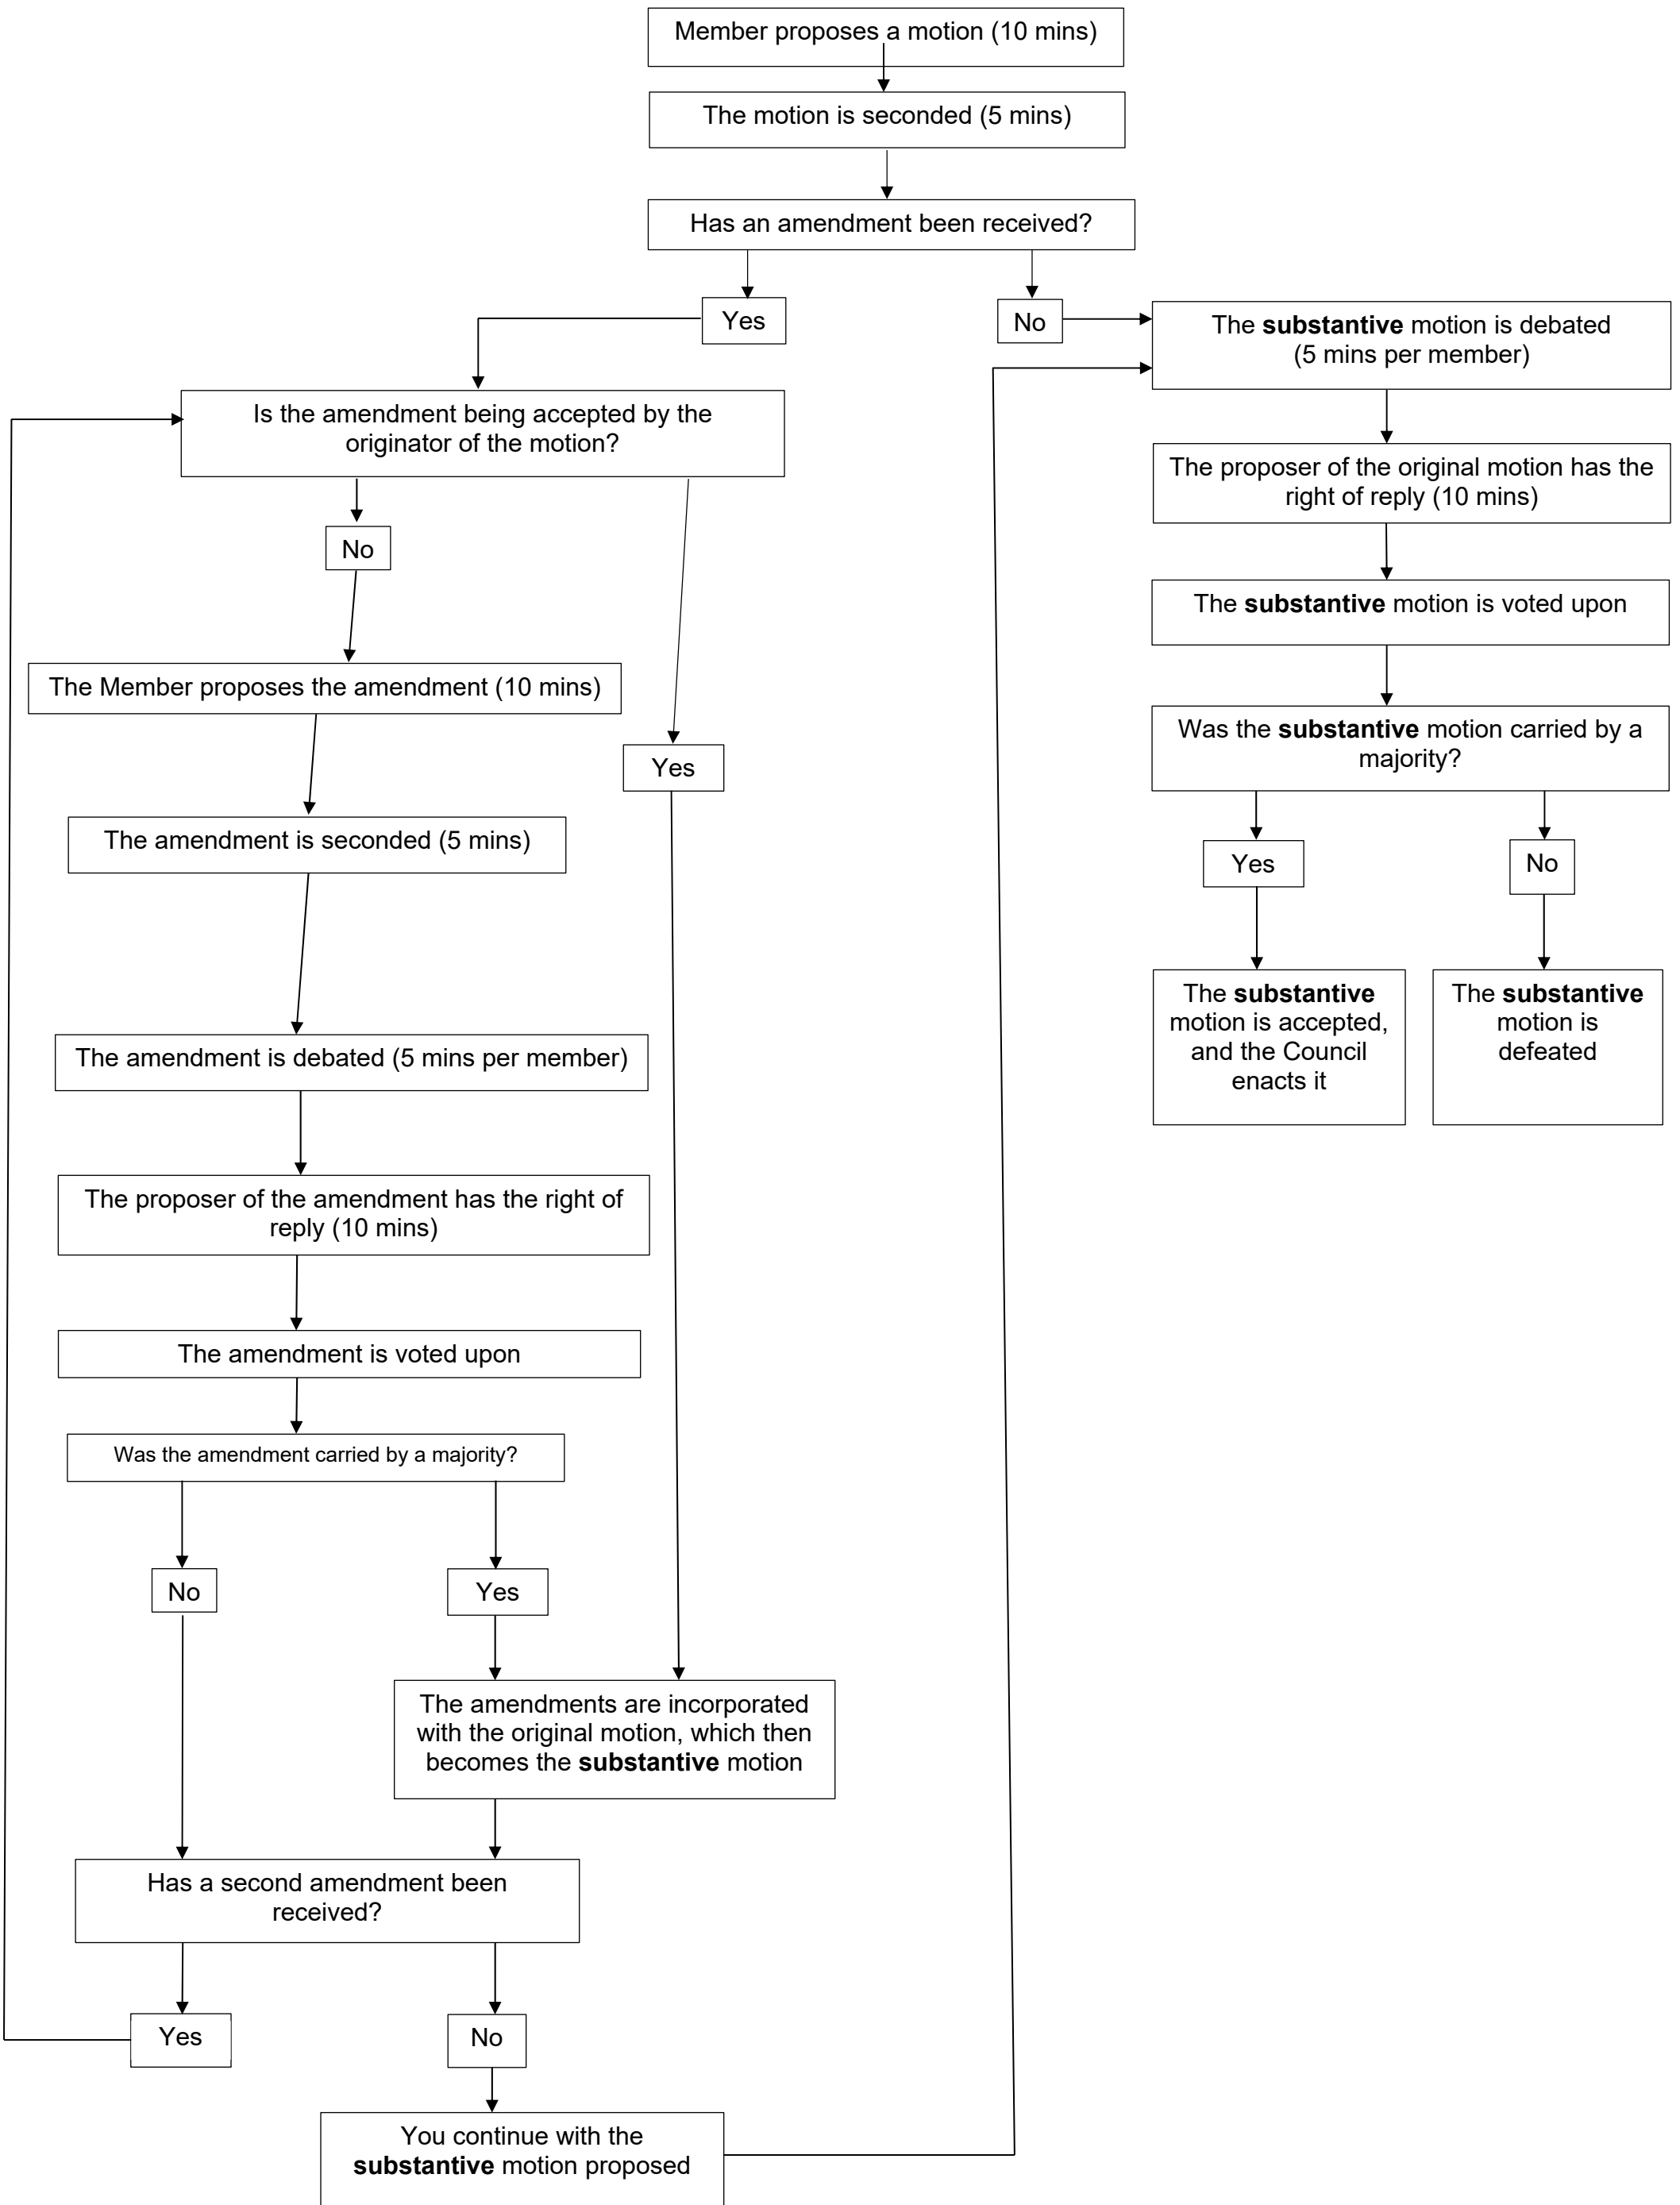 Member proposes a motion (10 mins)
The motion is seconded (5 mins)
Has an amendment been received?
Yes
No
The substantive motion is debated
(5 mins per member)
Is the amendment being accepted by the
originator of the motion?
The proposer of the original motion has the
right of reply (10 mins)
No
The substantive motion is voted upon
The Member proposes the amendment (10 mins)
Was the substantive motion carried by a
majority?
Yes
The amendment is seconded (5 mins)
Yes
No
The substantive
motion is accepted,
and the Council
enacts it
The substantive
motion is
defeated
The amendment is debated (5 mins per member)
The proposer of the amendment has the right of
reply (10 mins)
The amendment is voted upon
Was the amendment carried by a majority?
No
Yes
The amendments are incorporated
with the original motion, which then
becomes the substantive motion
Has a second amendment been
received?
Yes
No
You continue with the
substantive motion proposed